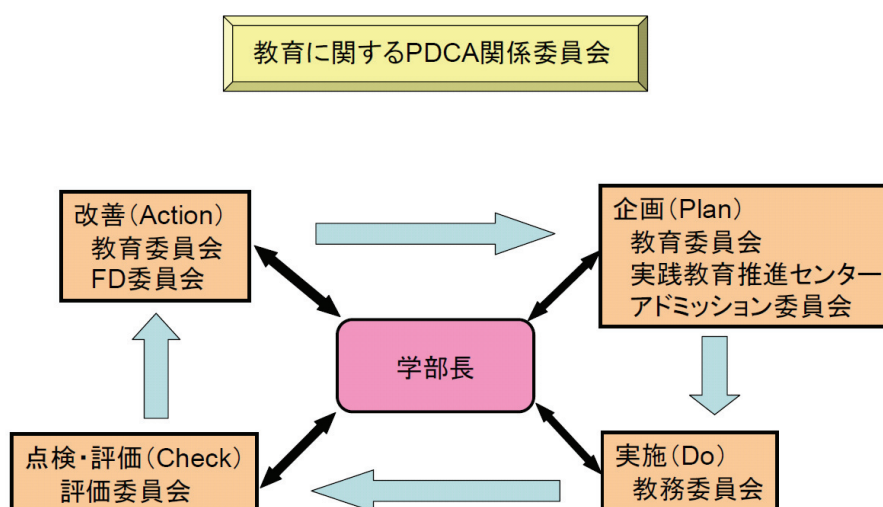 教育に関するPDCA関係委員会
改善(Action)
教育委員会
FD委員会
企画(Plan)
教育委員会
実践教育推進センター
アドミッション委員会
学部長
点検・評価(Check)
評価委員会
実施(Do)
教務委員会